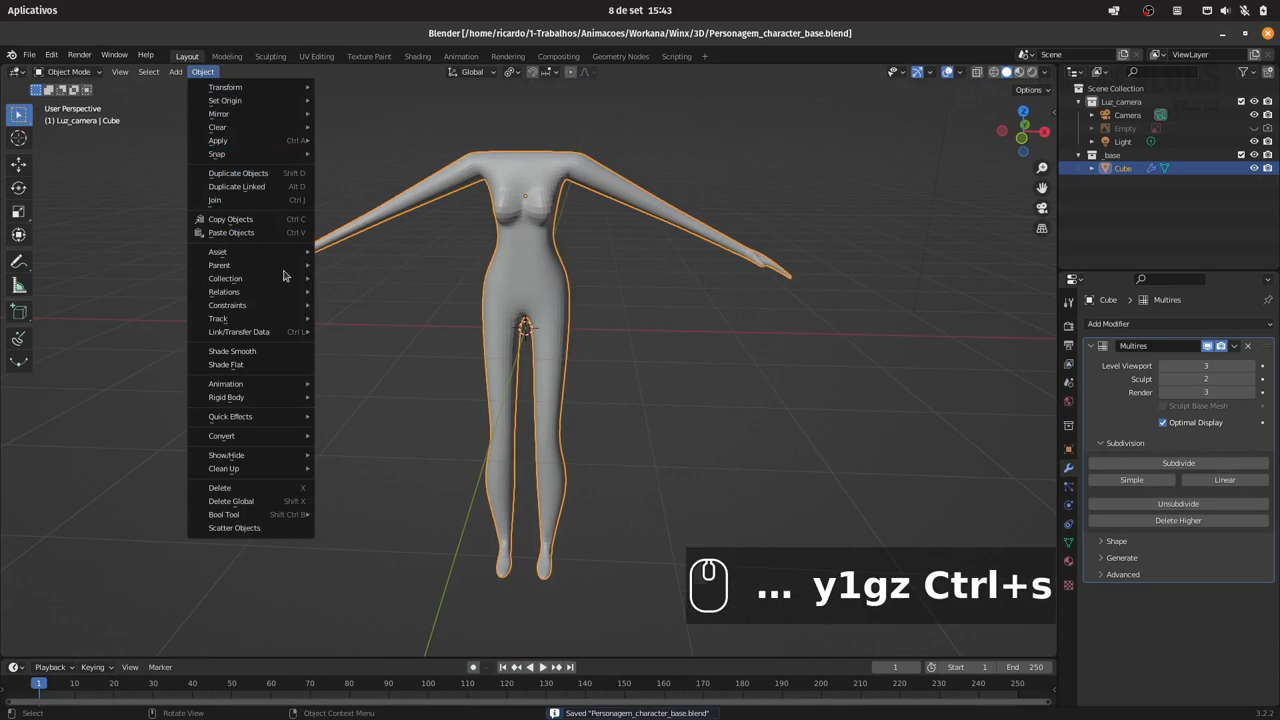 Aplicativos
8 de set  15:43
Blender [/home/ricardo/1-Trabalhos/Animacoes/Workana/Winx/3D/Personagem_character_base.blend]
File Edit Render Window Help Layout Modeling Sculpting UV Editing Texture Paint Shading Animation Rendering Compositing Geometry Nodes Scripting Scene ViewLayer
Object Mode View Select Add Object Global
Options
User Perspective
(1) Luz_camera | Cube
Transform
Set Origin
Mirror
Clear
Apply Ctrl A
Snap
Duplicate Objects Shift D
Duplicate Linked Alt D
Join Ctrl J
Copy Objects Ctrl C
Paste Objects Ctrl V
Asset
Parent
Collection
Relations
Constraints
Track
Link/Transfer Data Ctrl L
Shade Smooth
Shade Flat
Animation
Rigid Body
Quick Effects
Convert
Show/Hide
Clean Up
Delete X
Delete Global Shift X
Bool Tool Shift Ctrl B
Scatter Objects
X
Y
Z
Scene Collection
Luz_camera
Camera
Empty
Light
_base
Cube
Cube Multires
Add Modifier
Multires
Level Viewport 3
Sculpt 2
Render 3
Sculpt Base Mesh
Optimal Display
Subdivision
Subdivide
Simple Linear
Unsubdivide
Delete Higher
Shape
Generate
Advanced
... y1gz Ctrl+s
Playback Keying View Marker 1 Start 1 End 250
1 10 20 30 40 50 60 70 80 90 100 110 120 130 140 150 160 170 180 190 200 210 220 230 240 250
Select Rotate View Object Context Menu Saved "Personagem_character_base.blend" 3.2.2